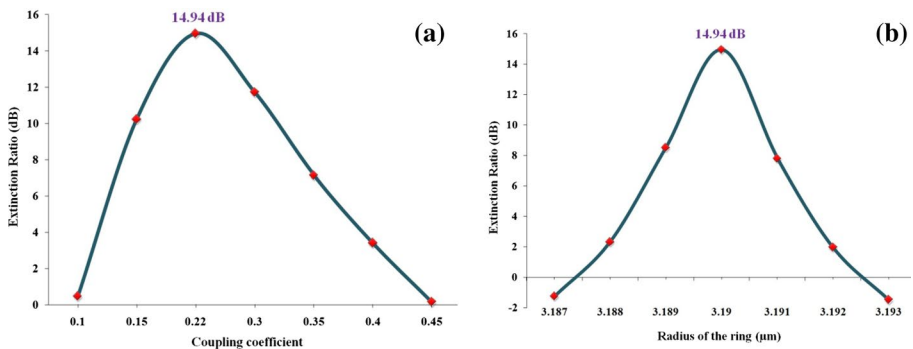 14.94 dB
(a)
Extinction Ratio (dB)
16
14
12
10
8
6
4
2
0
0.1 0.15 0.22 0.3 0.35 0.4 0.45
Coupling coefficient
14.94 dB
(b)
Extinction Ratio (dB)
16
14
12
10
8
6
4
2
0
-2
3.187 3.188 3.189 3.19 3.191 3.192 3.193
Radius of the ring (μm)